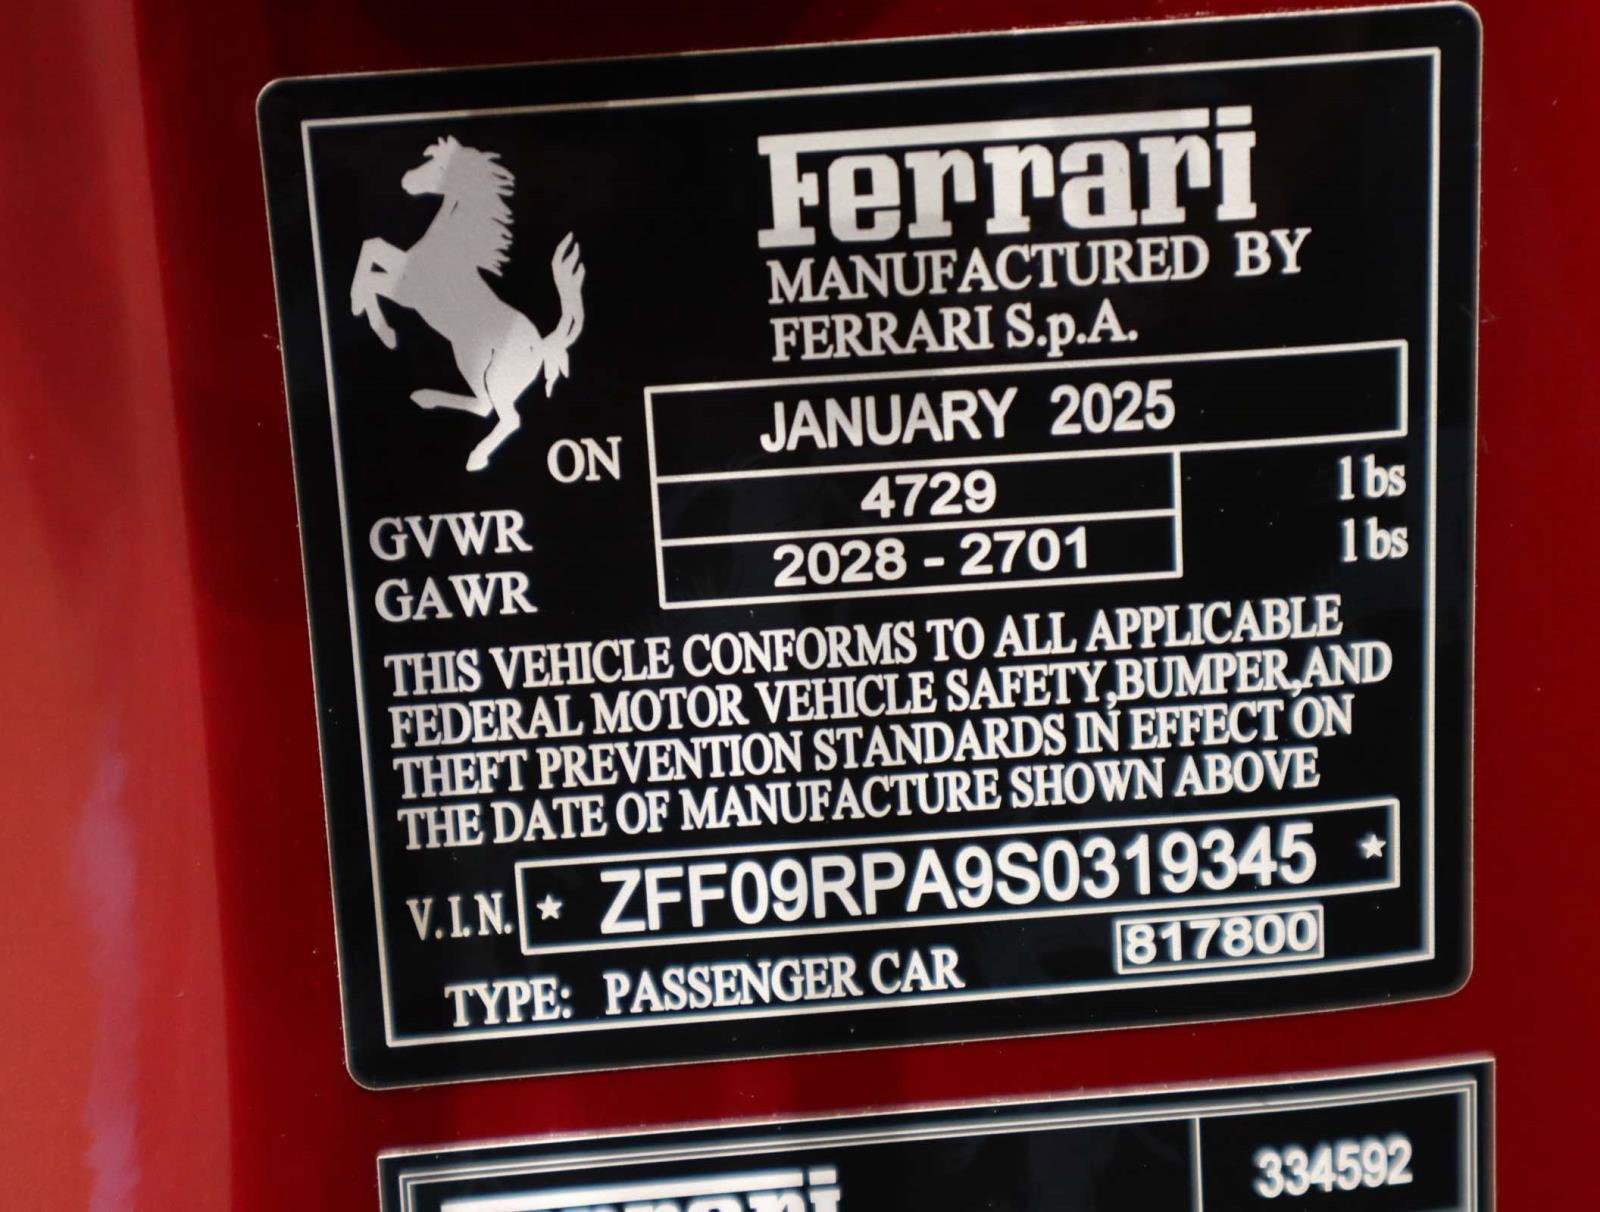 Ferrari
MANUFACTURED BY
FERRARI S.p.A.
ON JANUARY 2025
GVWR 4729 lbs
GAWR 2028 - 2701 lbs
THIS VEHICLE CONFORMS TO ALL APPLICABLE
FEDERAL MOTOR VEHICLE SAFETY,BUMPER,AND
THEFT PREVENTION STANDARDS IN EFFECT ON
THE DATE OF MANUFACTURE SHOWN ABOVE
V.I.N. ★ ZFF09RPA9S0319345 ★
TYPE: PASSENGER CAR 817800
334592
Ferrari